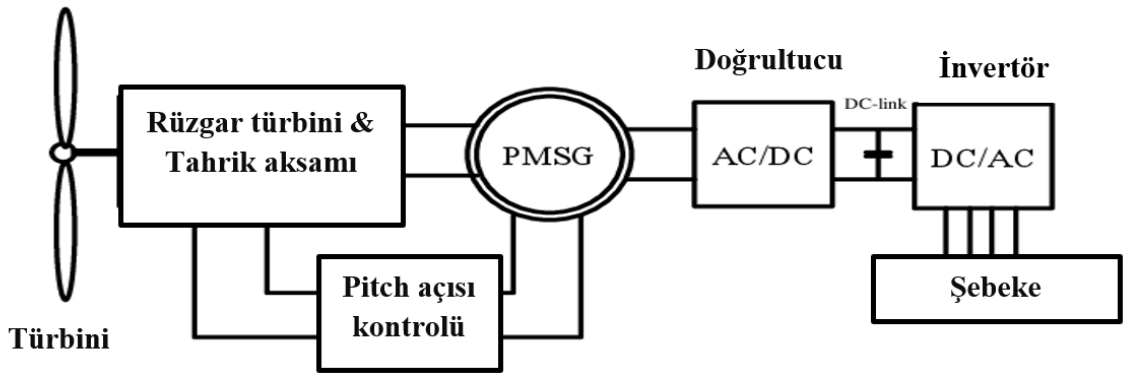 Doğrultucu
İnvertör
DC-link
Rüzgar türbini &
Tahrik aksamı
PMSG
AC/DC
DC/AC
Pitch açısı
kontrolü
Şebeke
Türbini